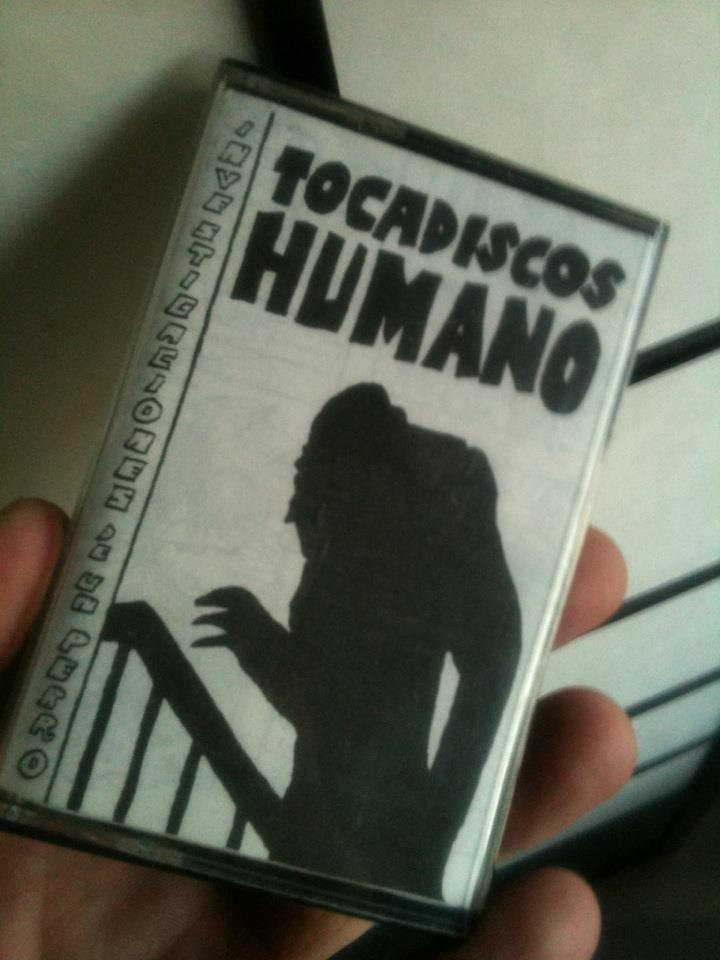 TOCADISCOS
HUMANO
INVESTIGACIONES DE UN PERRO